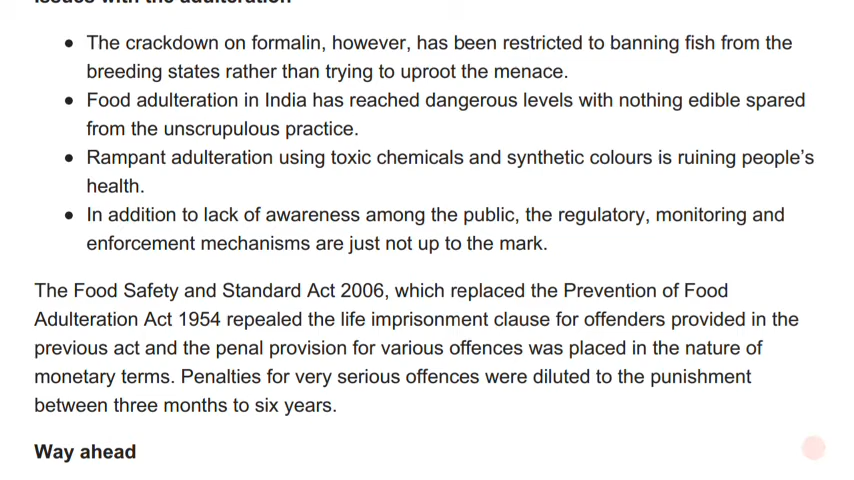 Issues with the adulteration
• The crackdown on formalin, however, has been restricted to banning fish from the
breeding states rather than trying to uproot the menace.
• Food adulteration in India has reached dangerous levels with nothing edible spared
from the unscrupulous practice.
• Rampant adulteration using toxic chemicals and synthetic colours is ruining people’s
health.
• In addition to lack of awareness among the public, the regulatory, monitoring and
enforcement mechanisms are just not up to the mark.
The Food Safety and Standard Act 2006, which replaced the Prevention of Food
Adulteration Act 1954 repealed the life imprisonment clause for offenders provided in the
previous act and the penal provision for various offences was placed in the nature of
monetary terms. Penalties for very serious offences were diluted to the punishment
between three months to six years.
Way ahead